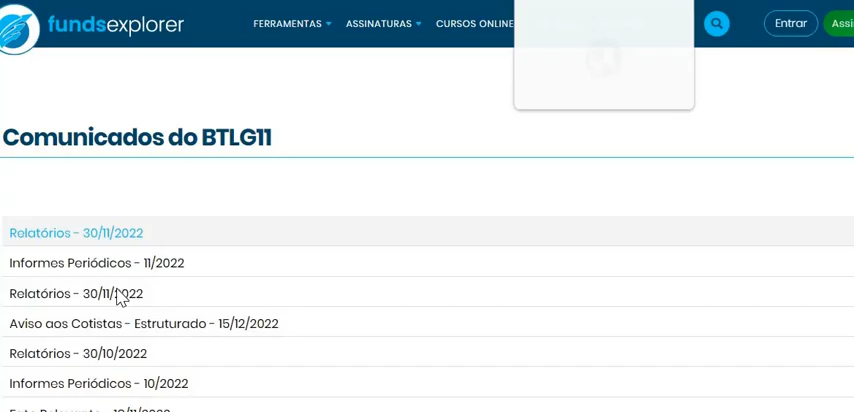 fundsexplorer FERRAMENTAS ASSINATURAS CURSOS ONLINE Entrar
Comunicados do BTLG11
Relatórios - 30/11/2022
Informes Periódicos - 11/2022
Relatórios - 30/11/2022
Aviso aos Cotistas - Estruturado - 15/12/2022
Relatórios - 30/10/2022
Informes Periódicos - 10/2022